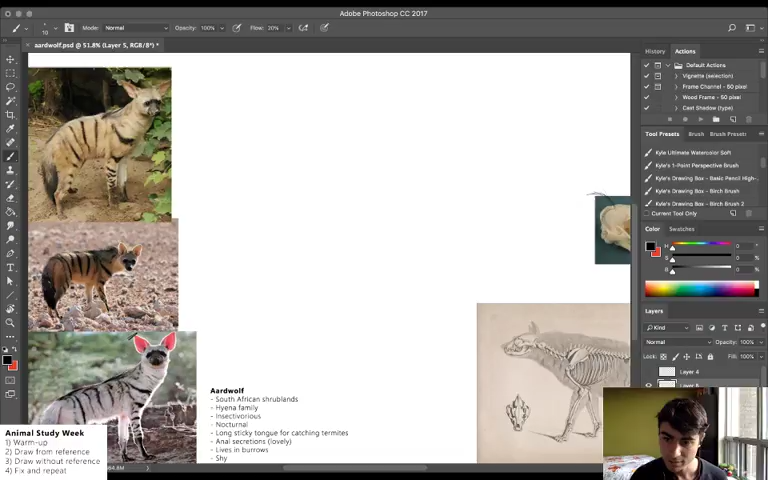 Adobe Photoshop CC 2017
10 Mode: Normal Opacity: 100% Flow: 30%
aardwolf.psd @ 51.8% (Layer 5, RGB/8*) *
History Actions
Default Actions
Vignette (selection)
Frame Channel - 50 pixel
Wood Frame - 50 pixel
Cast Shadow (type)
Tool Presets Brush Brush Presets
Kyle Ultimate Watercolor Soft
Kyle's 1-Point Perspective Brush
Kyle's Drawing Box - Basic Pencil High-...
Kyle's Drawing Box - Birch Brush
Kyle's Drawing Box - Birch Brush 2
Current Tool Only
Color Swatches
H 0 °
S 0 %
B 0 %
Layers
Kind
Normal Opacity: 100%
Lock: Fill: 100%
Layer 4
Aardwolf
- South African shrublands
- Hyena family
- Insectivorious
- Nocturnal
- Long sticky tongue for catching termites
- Anal secretions (lovely)
- Lives in burrows
- Shy
Animal Study Week
1) Warm-up
2) Draw from reference
3) Draw without reference
4) Fix and repeat